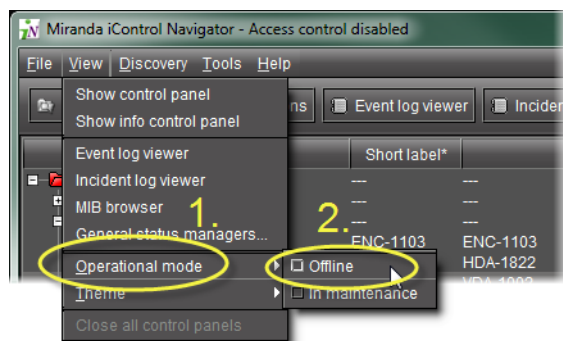 Miranda iControl Navigator - Access control disabled
File View Discovery Tools Help
Show control panel
Show info control panel
ns Event log viewer Inciden
Short label*
Event log viewer
Incident log viewer
MIB browser
General status managers...
1.
2.
---
---
---
---
---
---
ENC-1103 ENC-1103
HDA-1822
Operational mode
Offline
Theme
In maintenance
Close all control panels